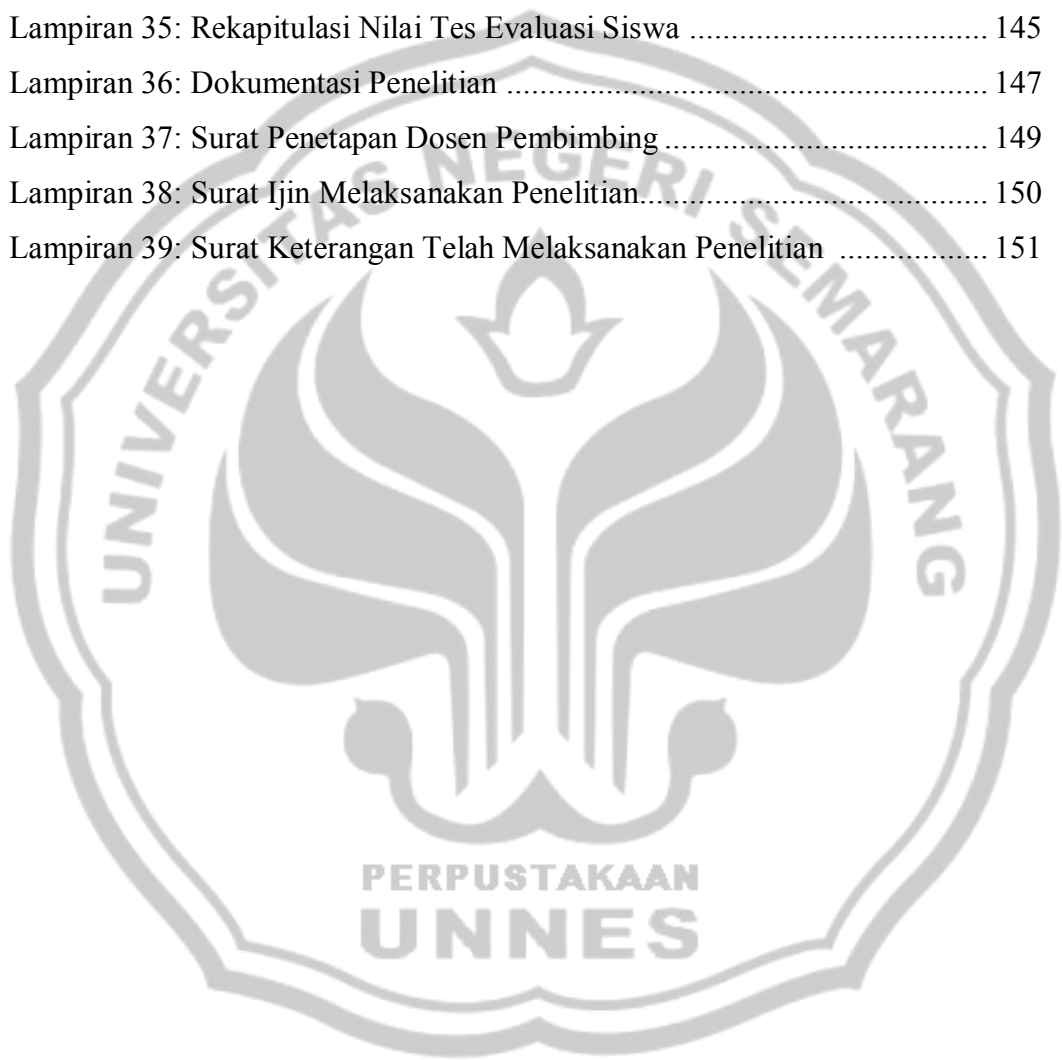 Lampiran 35: Rekapitulasi Nilai Tes Evaluasi Siswa ................................. 145
Lampiran 36: Dokumentasi Penelitian ..................................................... 147
Lampiran 37: Surat Penetapan Dosen Pembimbing .................................... 149
Lampiran 38: Surat Ijin Melaksanakan Penelitian....................................... 150
Lampiran 39: Surat Keterangan Telah Melaksanakan Penelitian ................. 151
UNIVERSITAS NEGERI SEMARANG
PERPUSTAKAAN
UNNES